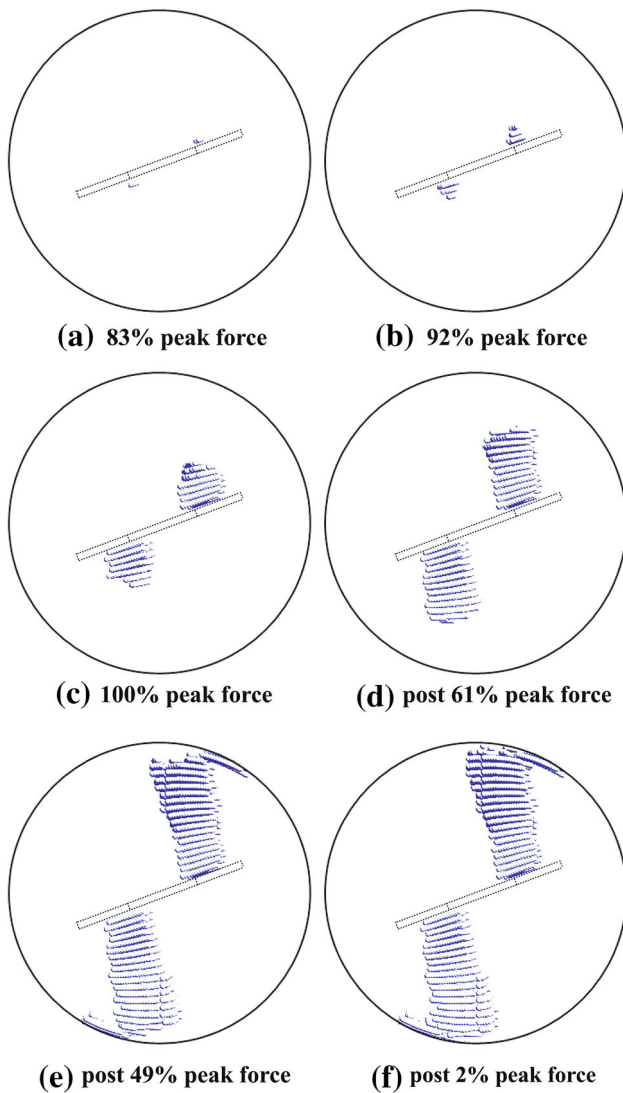 (a) 83% peak force
(b) 92% peak force
(c) 100% peak force
(d) post 61% peak force
(e) post 49% peak force
(f) post 2% peak force